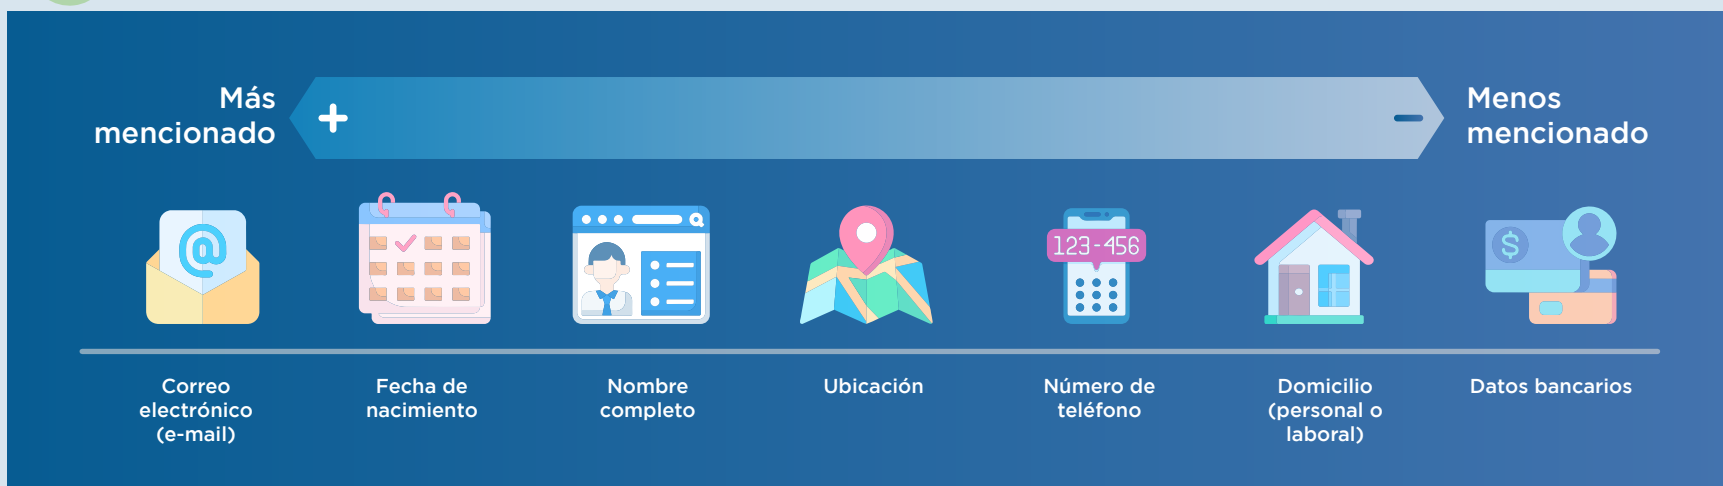 Más
mencionado
+
-
Menos
mencionado
@
123-456
$
Correo
electrónico
(e-mail)
Fecha de
nacimiento
Nombre
completo
Ubicación
Número de
teléfono
Domicilio
(personal o
laboral)
Datos bancarios